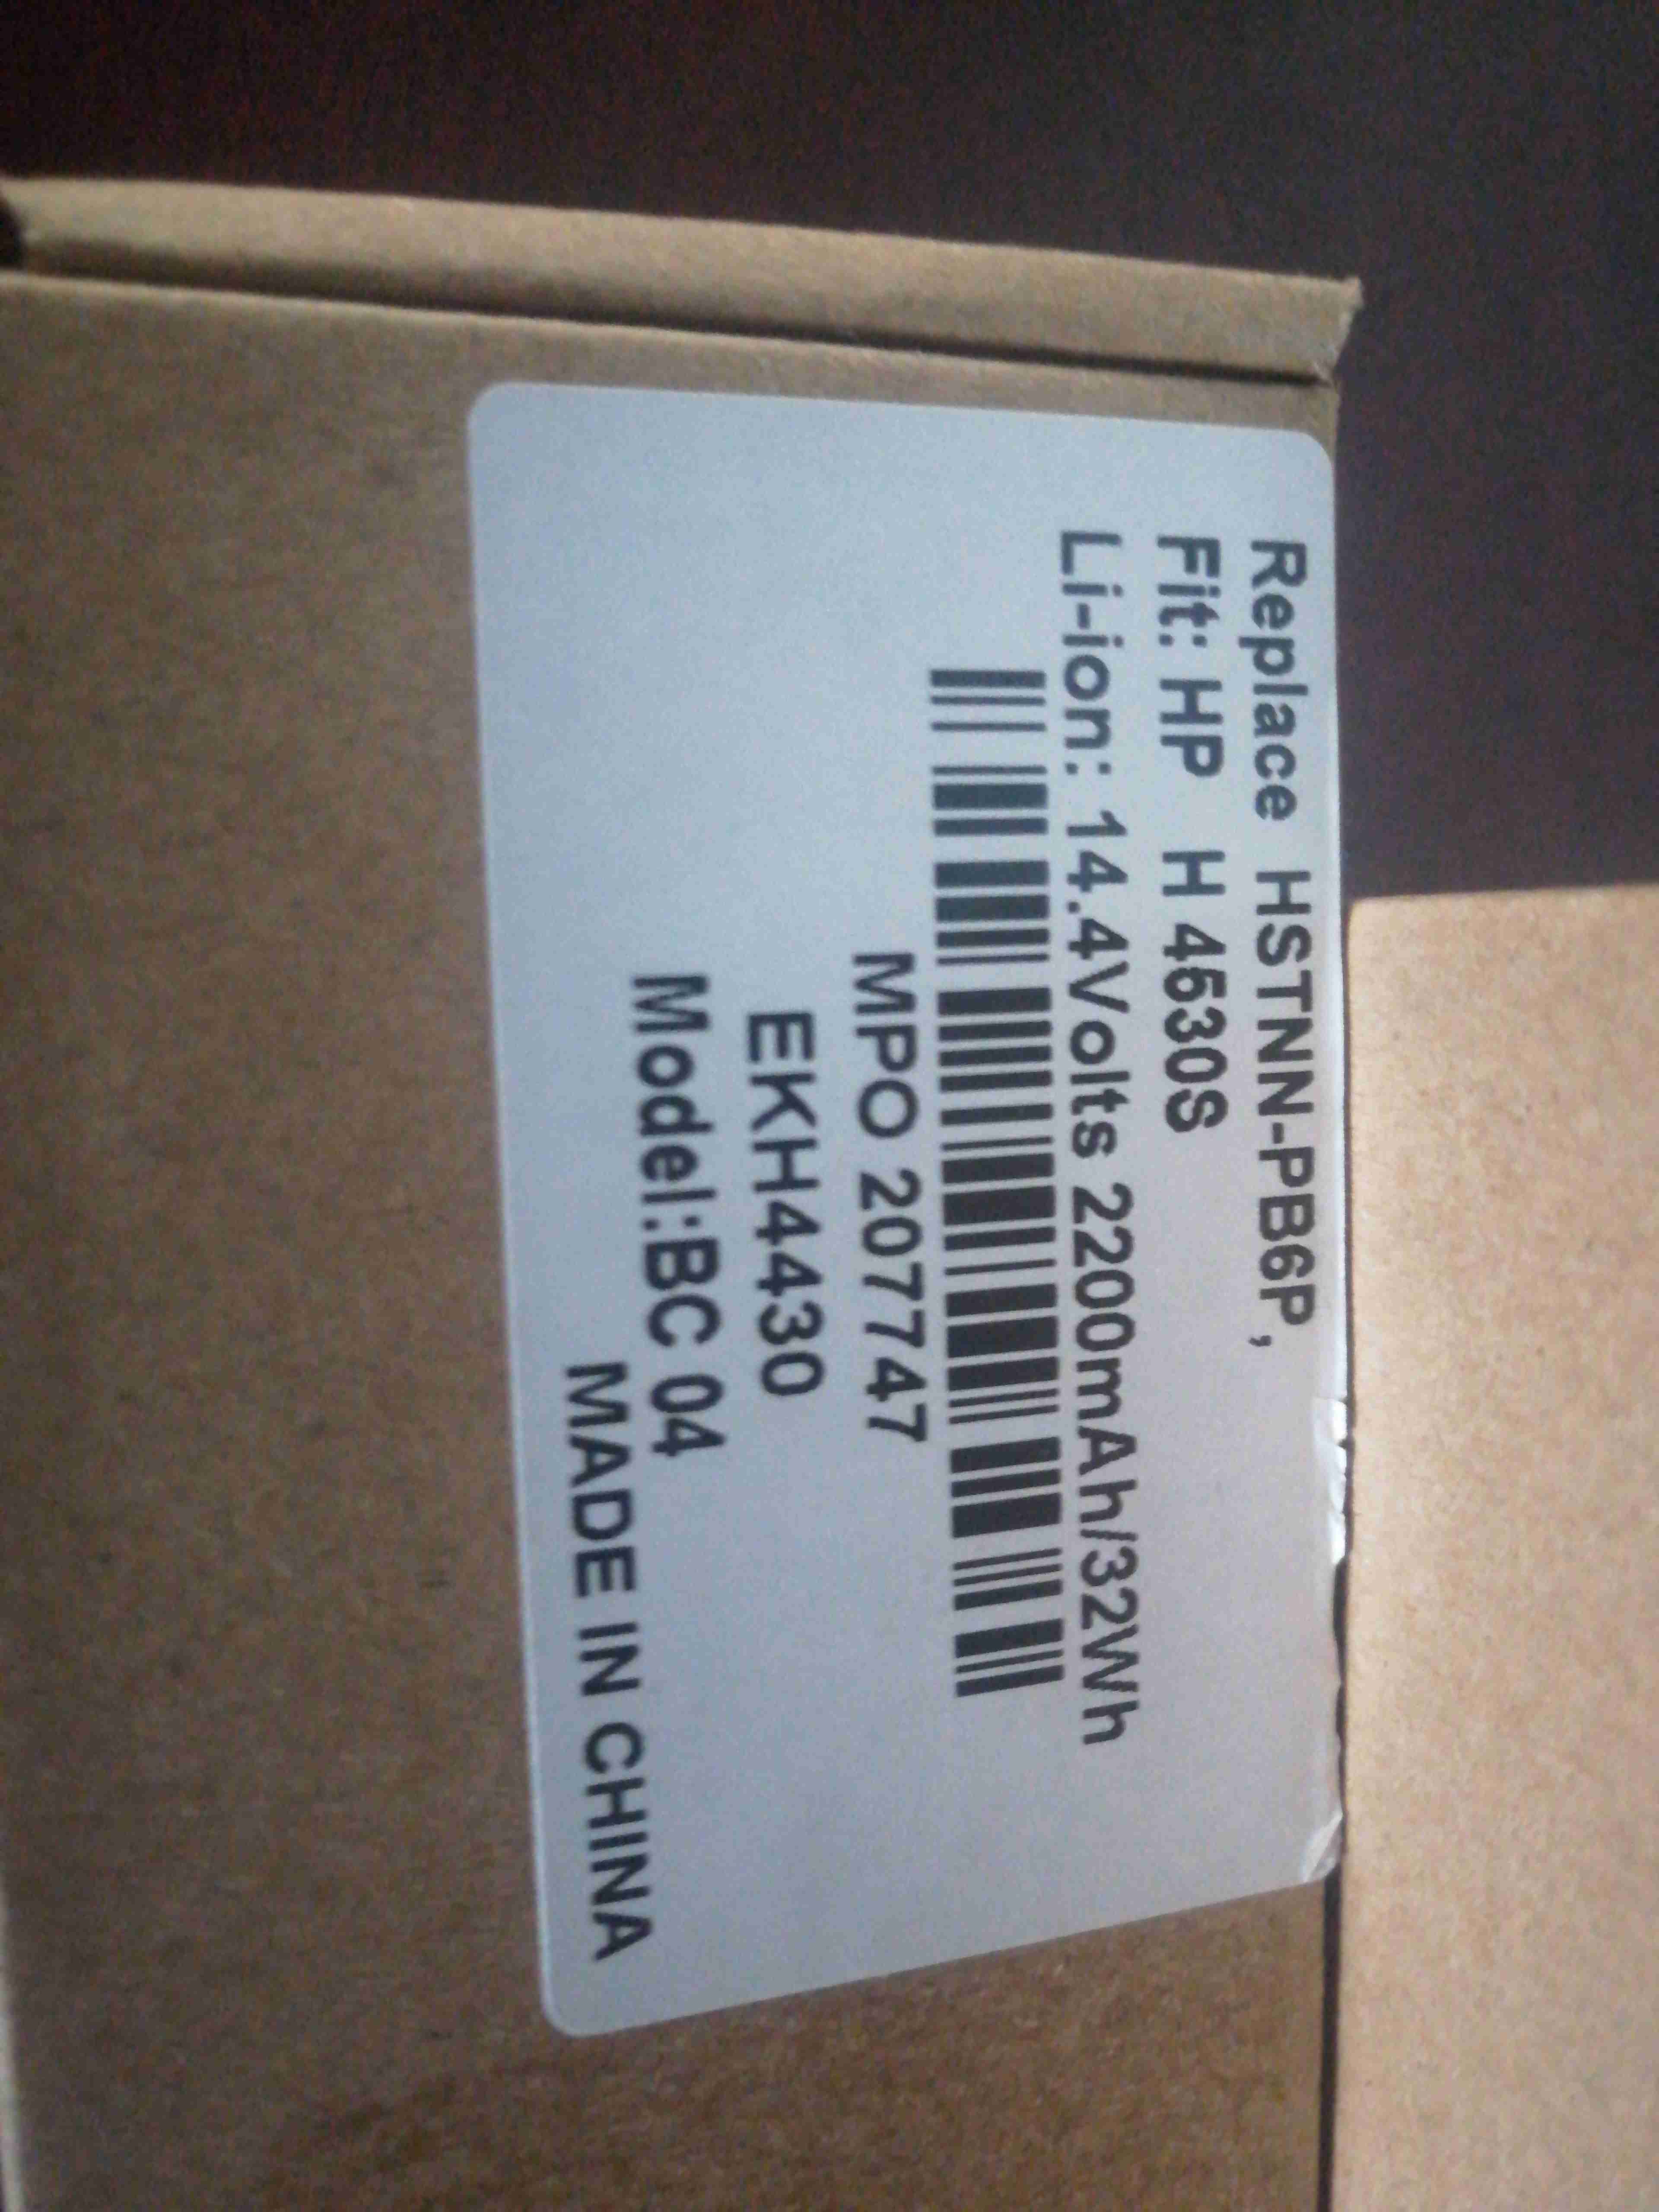 Replace HSTNN-PB6P,
Fit: HP H 4530S
Li-ion: 14.4Volts 2200mAh/32Wh
MPO 207747
EKH4430
Model:BC 04
MADE IN CHINA